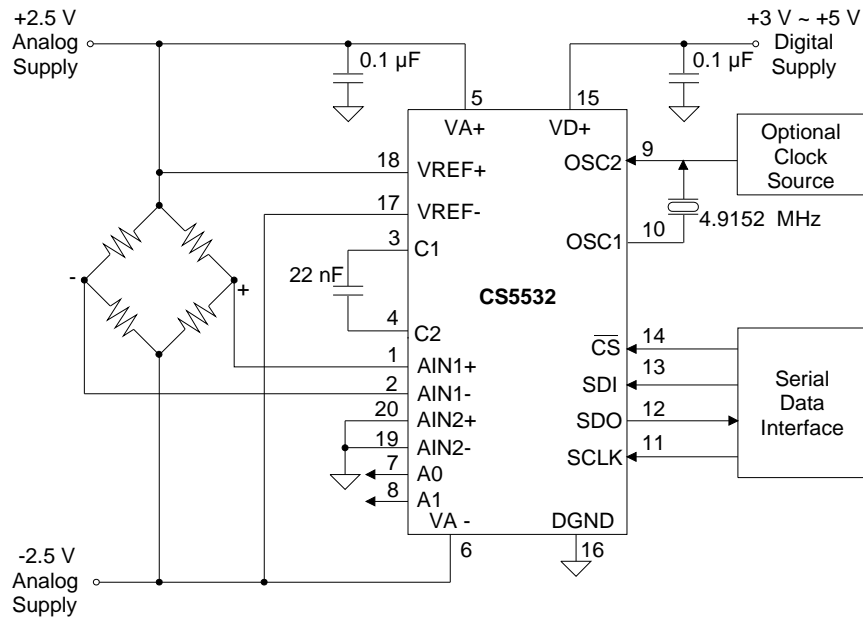 +2.5 V
Analog
Supply
+3 V ~ +5 V
Digital
Supply
0.1 µF
0.1 µF
5
15
VA+
VD+
Optional
Clock
Source
18
VREF+
OSC2
9
17
VREF-
4.9152 MHz
3
C1
OSC1
10
22 nF
CS5532
-
+
4
C2
1
AIN1+
CS
14
2
AIN1-
SDI
13
20
AIN2+
SDO
12
19
AIN2-
SCLK
11
Serial
Data
Interface
7
A0
8
A1
VA -
DGND
6
16
-2.5 V
Analog
Supply